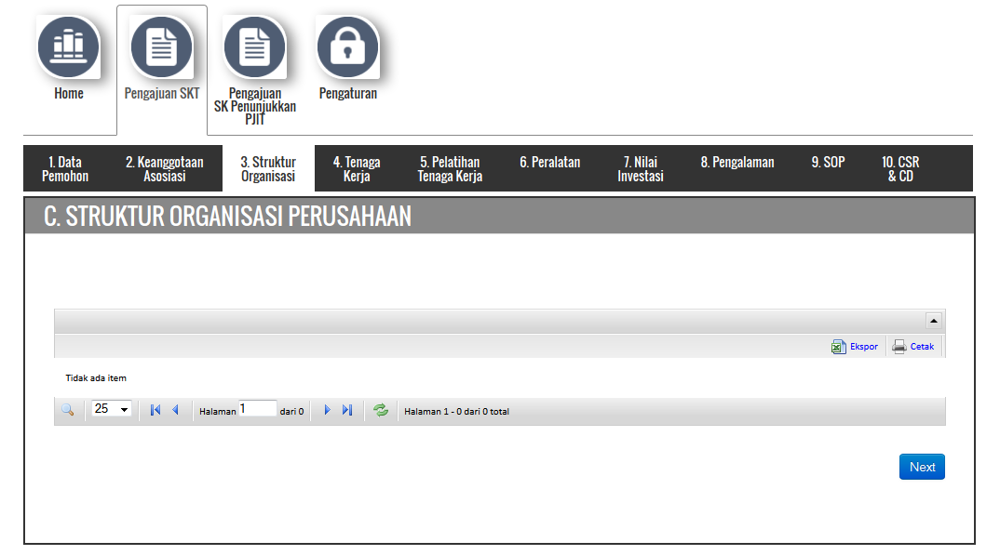 Home
Pengajuan SKT
Pengajuan
SK Penunjukkan
PJIT
Pengaturan
1. Data
Pemohon
2. Keanggotaan
Asosiasi
3. Struktur
Organisasi
4. Tenaga
Kerja
5. Pelatihan
Tenaga Kerja
6. Peralatan
7. Nilai
Investasi
8. Pengalaman
9. SOP
10. CSR
& CD
C. STRUKTUR ORGANISASI PERUSAHAAN
Ekspor
Cetak
Tidak ada item
25
Halaman 1 dari 0
Halaman 1 - 0 dari 0 total
Next